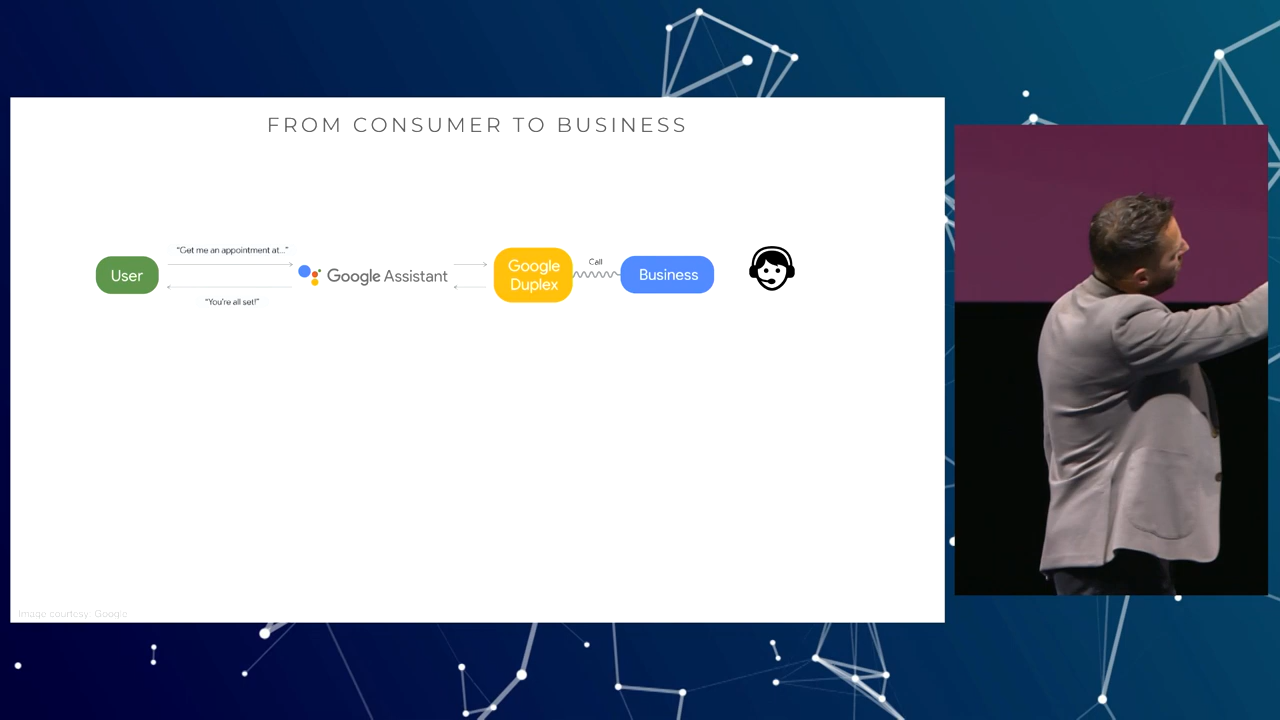 FROM CONSUMER TO BUSINESS
“Get me an appointment at...”
User
Google Assistant
“You’re all set!”
Google
Duplex
Call
Business
Image courtesy: Google